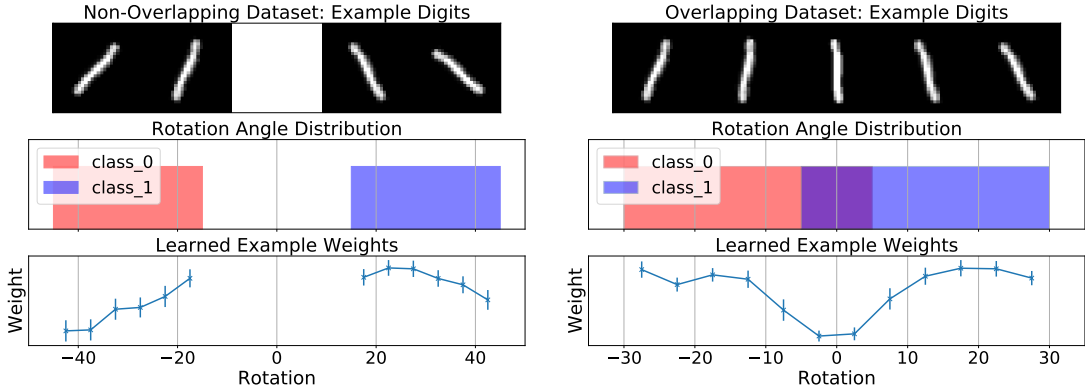 Non-Overlapping Dataset: Example Digits
Rotation Angle Distribution
class_0
class_1
Learned Example Weights
Weight
−40
−20
0
20
40
Rotation
Overlapping Dataset: Example Digits
Rotation Angle Distribution
class_0
class_1
Learned Example Weights
Weight
−30
−20
−10
0
10
20
30
Rotation